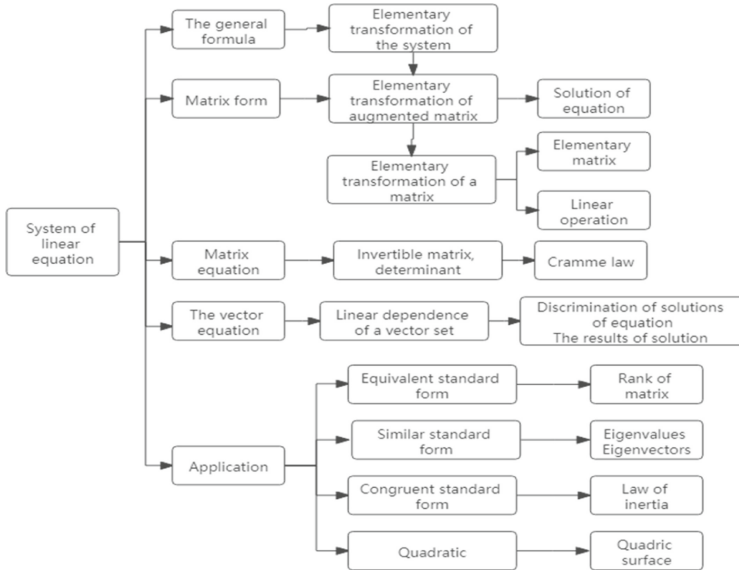 The general
formula
Elementary
transformation of
the system
Matrix form
Elementary
transformation of
augmented matrix
Solution of
equation
Elementary
transformation of a
matrix
Elementary
matrix
Linear
operation
System of
linear
equation
Matrix
equation
Invertible matrix,
determinant
Cramme law
The vector
equation
Linear dependence
of a vector set
Discrimination of solutions
of equation
The results of solution
Application
Equivalent standard
form
Rank of
matrix
Similar standard
form
Eigenvalues
Eigenvectors
Congruent standard
form
Law of
inertia
Quadratic
Quadric
surface